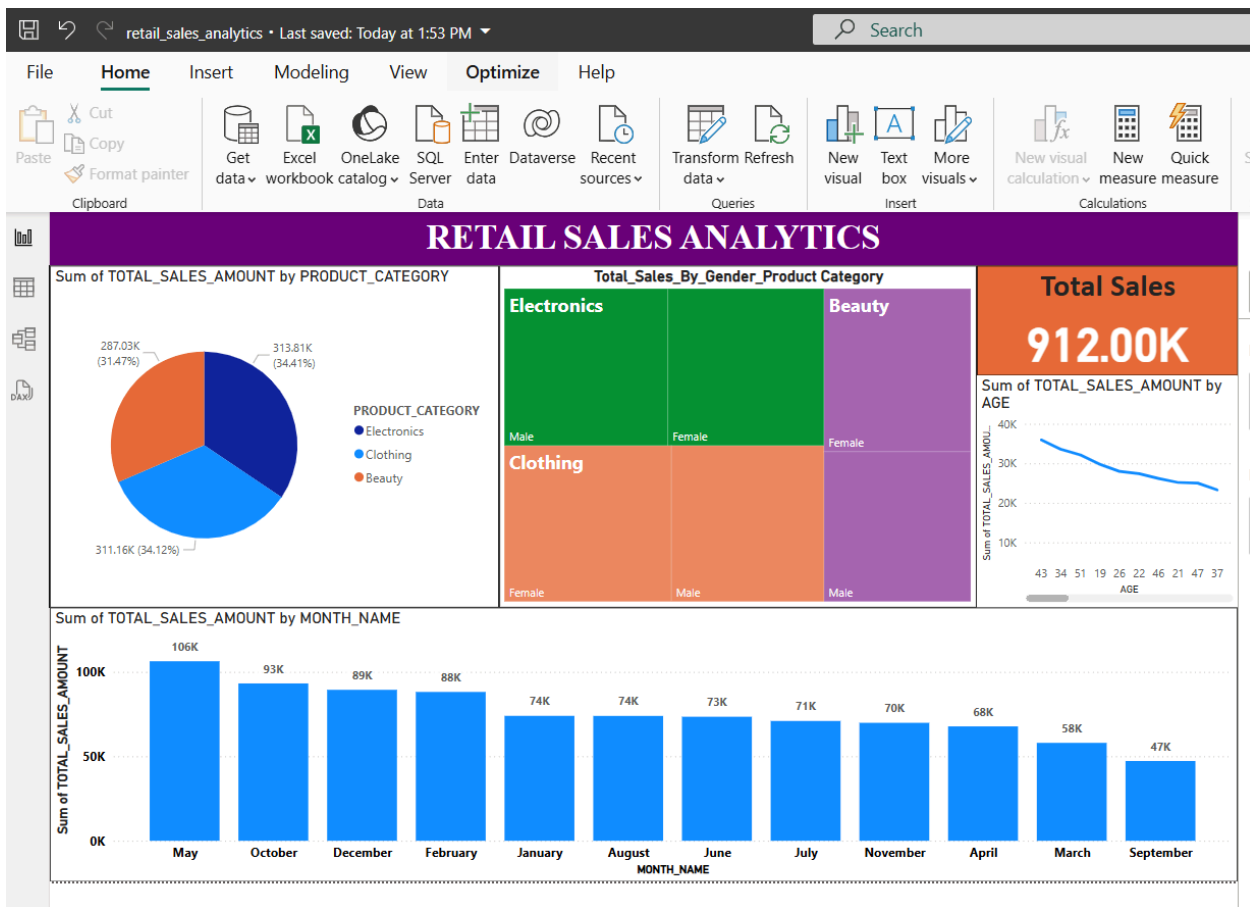 retail_sales_analytics • Last saved: Today at 1:53 PM
Search
File Home Insert Modeling View Optimize Help
Paste
Cut
Copy
Format painter
Clipboard
Get data
Excel workbook
OneLake catalog
SQL Server
Enter data
Dataverse
Recent sources
Data
Transform data
Refresh
Queries
New visual
Text box
More visuals
Insert
New visual calculation
New measure
Quick measure
Calculations
DAX
RETAIL SALES ANALYTICS
Sum of TOTAL_SALES_AMOUNT by PRODUCT_CATEGORY
287.03K
(31.47%)
313.81K
(34.41%)
311.16K (34.12%)
PRODUCT_CATEGORY
Electronics
Clothing
Beauty
Total_Sales_By_Gender_Product Category
Electronics
Male
Female
Beauty
Female
Male
Clothing
Female
Male
Total Sales
912.00K
Sum of TOTAL_SALES_AMOUNT by
AGE
Sum of TOTAL_SALES_AMOU...
40K
30K
20K
10K
43 34 51 19 26 22 46 21 47 37
AGE
Sum of TOTAL_SALES_AMOUNT by MONTH_NAME
Sum of TOTAL_SALES_AMOUNT
100K
50K
0K
106K 93K 89K 88K 74K 74K 73K 71K 70K 68K 58K 47K
May October December February January August June July November April March September
MONTH_NAME